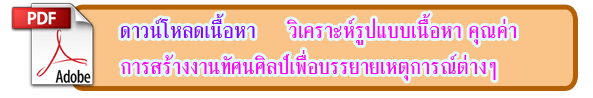 PDF
Adobe
ดาวน์โหลดเนื้อหา วิเคราะห์รูปแบบเนื้อหา คุณค่า
การสร้างงานทัศนศิลป์เพื่อบรรยายเหตุการณ์ต่างๆ